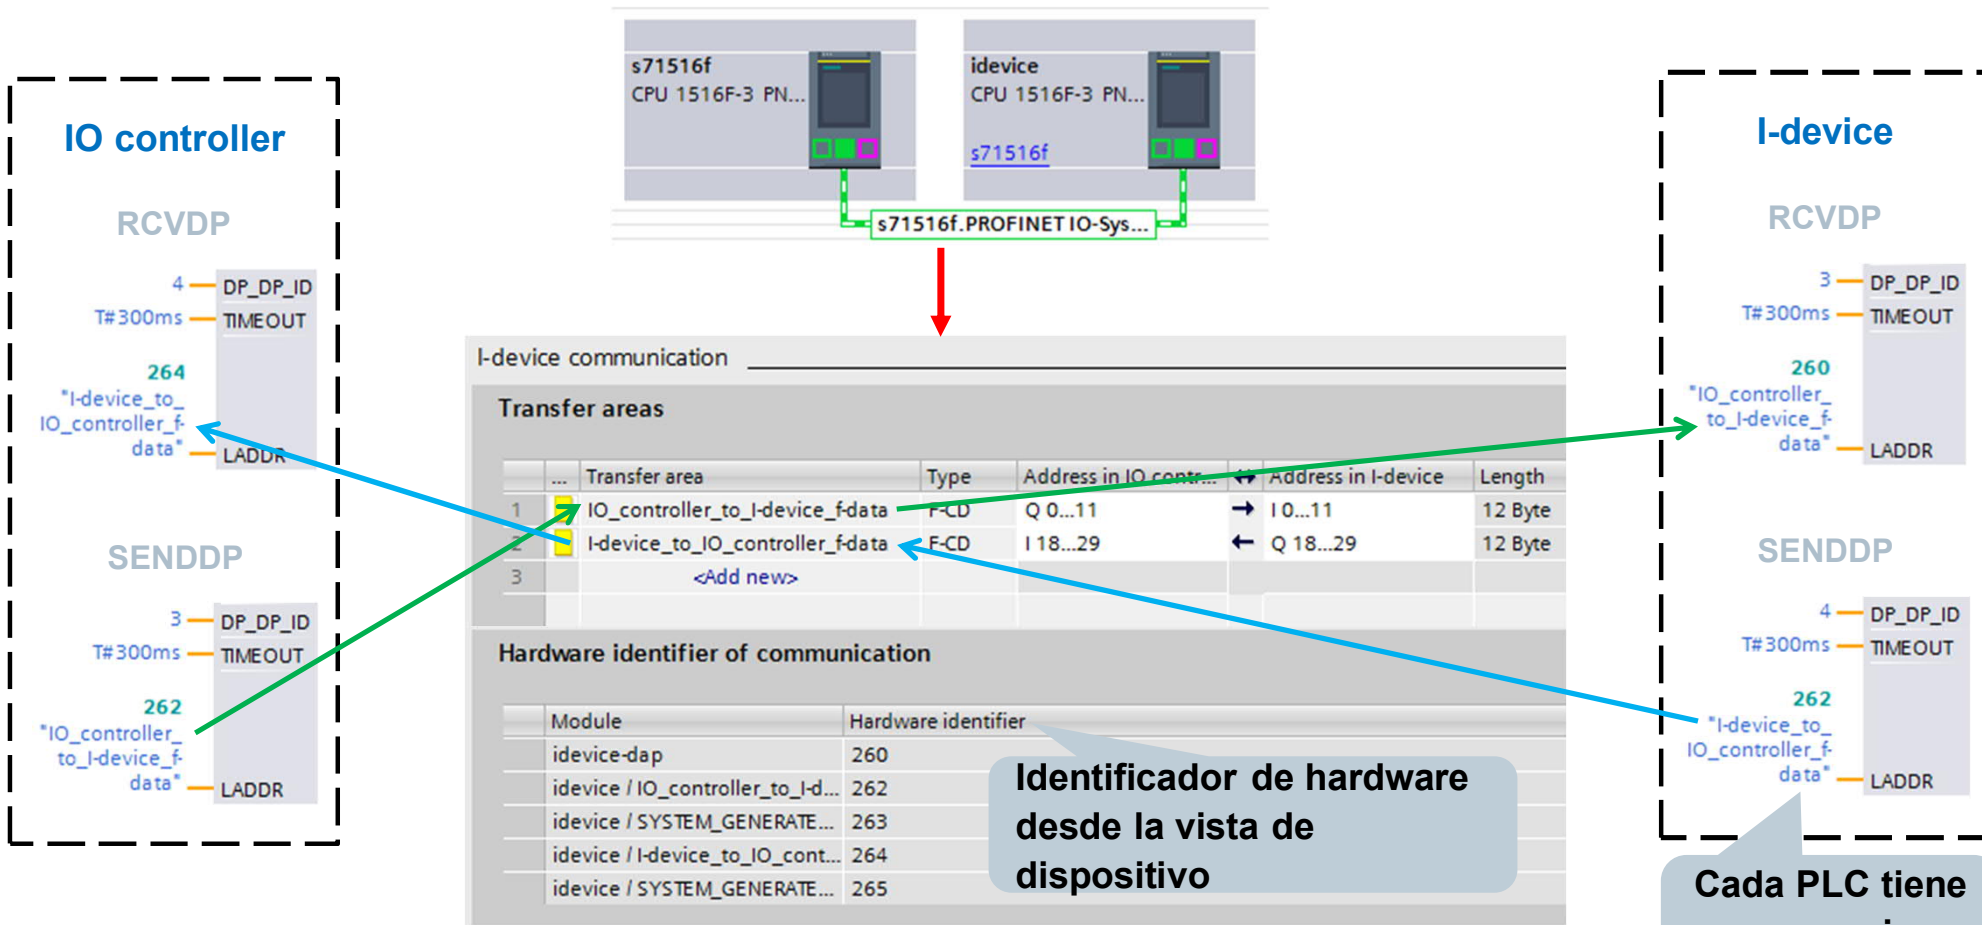 s71516f
CPU 1516F-3 PN...
idevice
CPU 1516F-3 PN...
s71516f
s71516f.PROFINET IO-Sys...
IO controller
RCVDP
4
DP_DP_ID
T#300ms
TIMEOUT
264
"I-device_to_
IO_controller_f-
data"
LADDR
SENDDP
3
DP_DP_ID
T#300ms
TIMEOUT
262
"IO_controller_
to_I-device_f-
data"
LADDR
I-device communication
Transfer areas
... Transfer area Type Address in IO contr... ↔ Address in I-device Length
1 IO_controller_to_I-device_f-data F-CD Q 0...11 → I 0...11 12 Byte
2 I-device_to_IO_controller_f-data F-CD I 18...29 ← Q 18...29 12 Byte
3 <Add new>
Hardware identifier of communication
Module Hardware identifier
idevice-dap 260
idevice / IO_controller_to_I-d... 262
idevice / SYSTEM_GENERATE... 263
idevice / I-device_to_IO_cont... 264
idevice / SYSTEM_GENERATE... 265
Identificador de hardware
desde la vista de
dispositivo
I-device
RCVDP
3
DP_DP_ID
T#300ms
TIMEOUT
260
"IO_controller_
to_I-device_f-
data"
LADDR
SENDDP
4
DP_DP_ID
T#300ms
TIMEOUT
262
"I-device_to_
IO_controller_f-
data"
LADDR
Cada PLC tiene